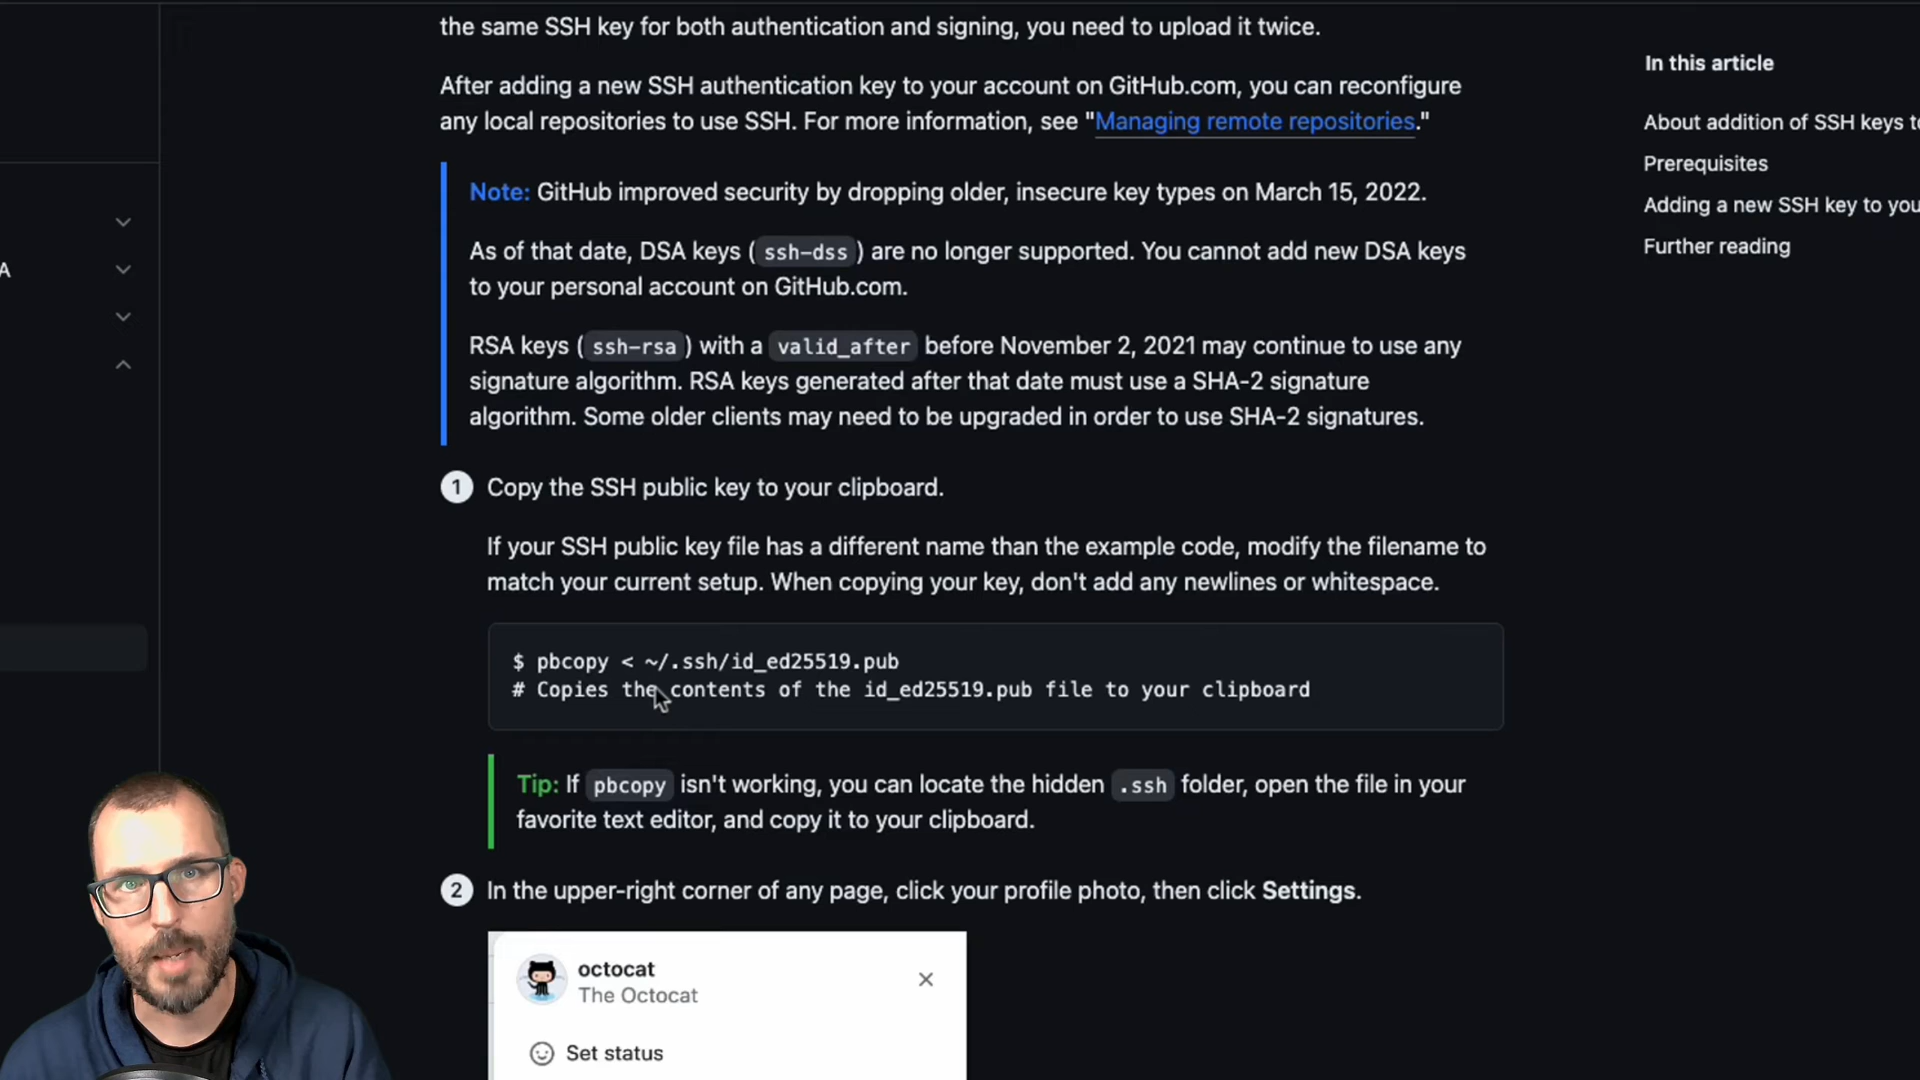 the same SSH key for both authentication and signing, you need to upload it twice.
After adding a new SSH authentication key to your account on GitHub.com, you can reconfigure
any local repositories to use SSH. For more information, see "Managing remote repositories."
Note: GitHub improved security by dropping older, insecure key types on March 15, 2022.
As of that date, DSA keys ( ssh-dss ) are no longer supported. You cannot add new DSA keys
to your personal account on GitHub.com.
RSA keys ( ssh-rsa ) with a valid_after before November 2, 2021 may continue to use any
signature algorithm. RSA keys generated after that date must use a SHA-2 signature
algorithm. Some older clients may need to be upgraded in order to use SHA-2 signatures.
1 Copy the SSH public key to your clipboard.
If your SSH public key file has a different name than the example code, modify the filename to
match your current setup. When copying your key, don't add any newlines or whitespace.
$ pbcopy < ~/.ssh/id_ed25519.pub
# Copies the contents of the id_ed25519.pub file to your clipboard
Tip: If pbcopy isn't working, you can locate the hidden .ssh folder, open the file in your
favorite text editor, and copy it to your clipboard.
2 In the upper-right corner of any page, click your profile photo, then click Settings.
octocat
The Octocat
Set status
In this article
About addition of SSH keys to
Prerequisites
Adding a new SSH key to you
Further reading
A